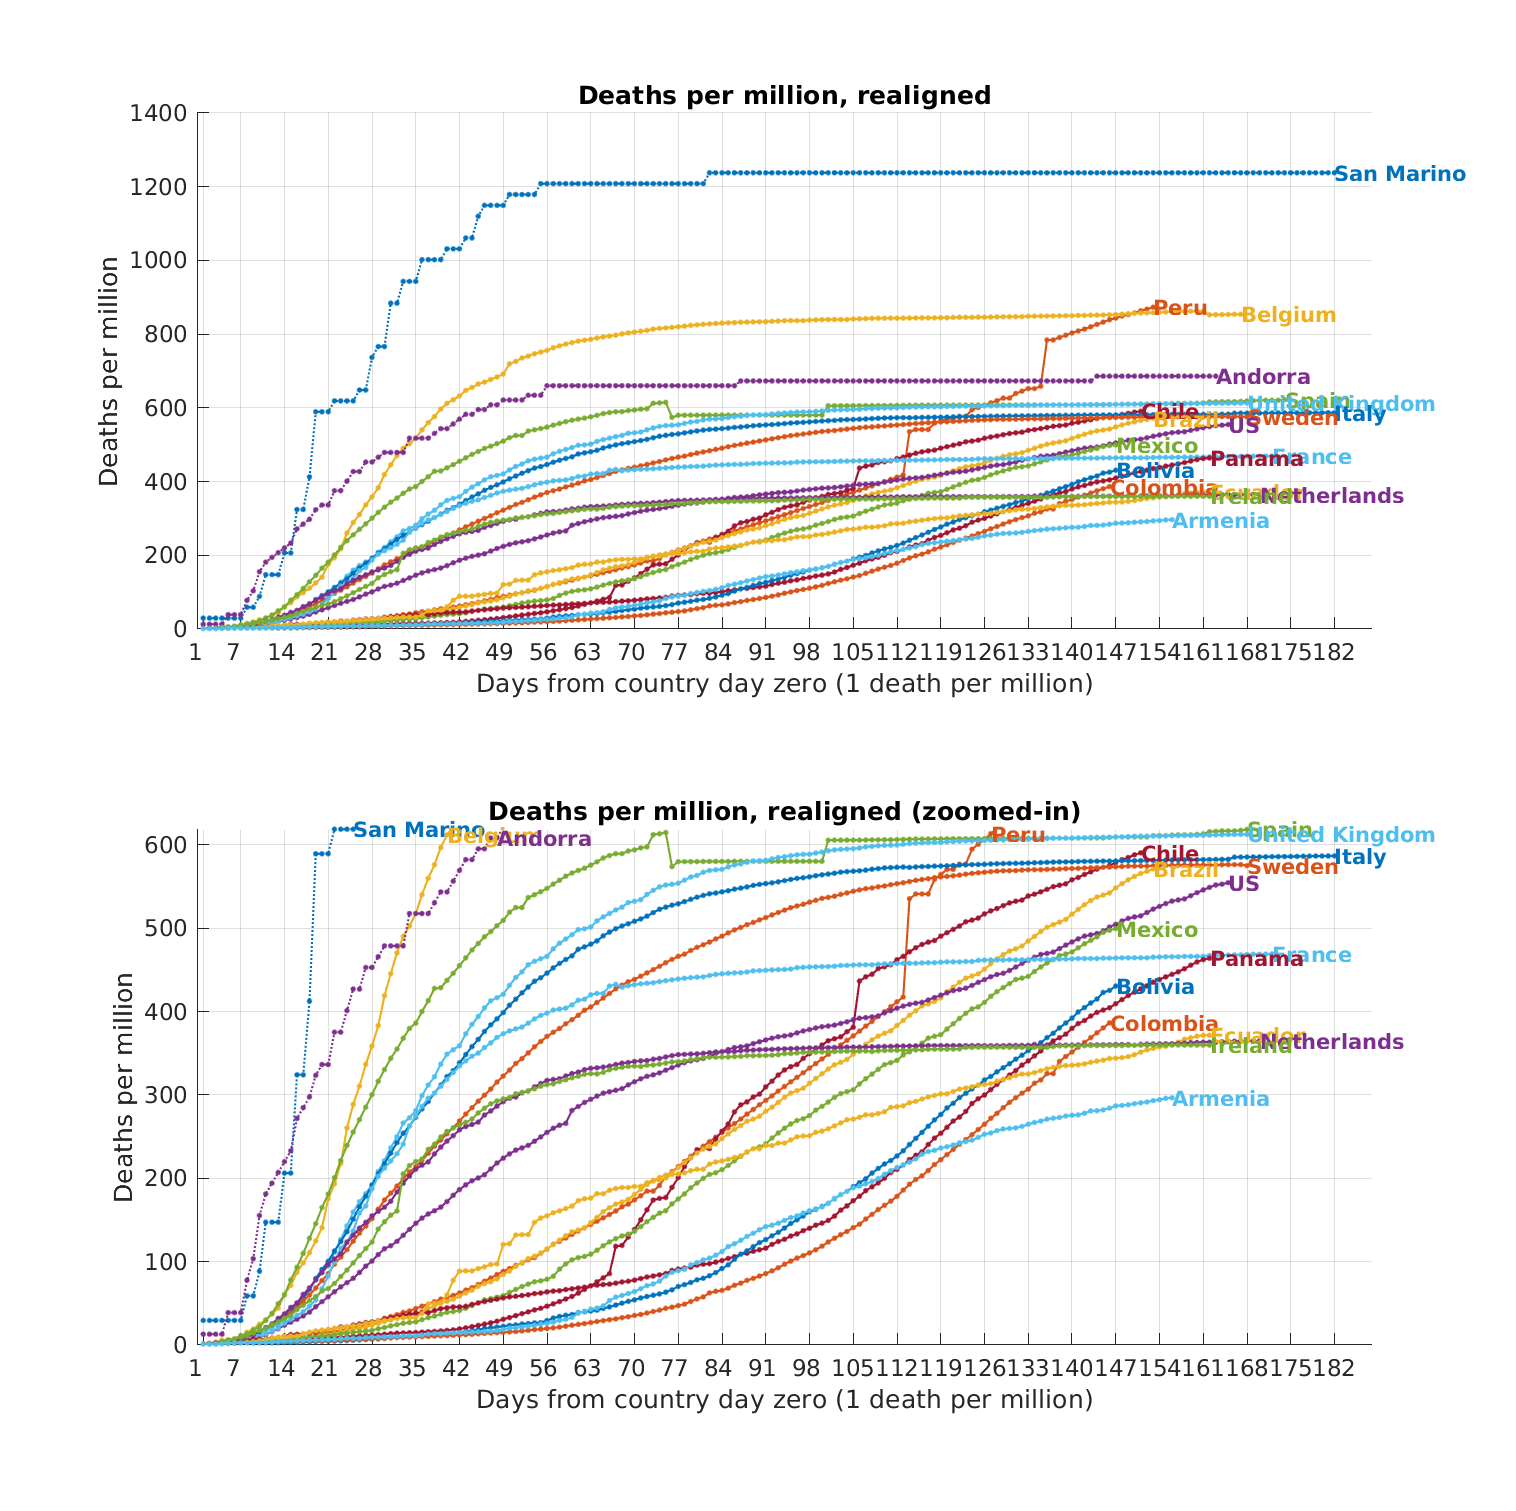 Deaths per million, realigned
1400
1200
1000
800
600
400
200
0
Deaths per million
San Marino
Peru
Belgium
Andorra
Spain
United Kingdom
Chile
Italy
Brazil
Sweden
US
Mexico
France
Panama
Bolivia
Colombia
Ecuador
Ireland
Netherlands
Armenia
1 7 14 21 28 35 42 49 56 63 70 77 84 91 98 105 112 119 126 133 140 147 154 161 168 175 182
Days from country day zero (1 death per million)
Deaths per million, realigned (zoomed-in)
600
500
400
300
200
100
0
Deaths per million
San Marino
Belgium
Andorra
Peru
Spain
United Kingdom
Chile
Italy
Brazil
Sweden
US
Mexico
France
Panama
Bolivia
Colombia
Ecuador
Ireland
Netherlands
Armenia
1 7 14 21 28 35 42 49 56 63 70 77 84 91 98 105 112 119 126 133 140 147 154 161 168 175 182
Days from country day zero (1 death per million)